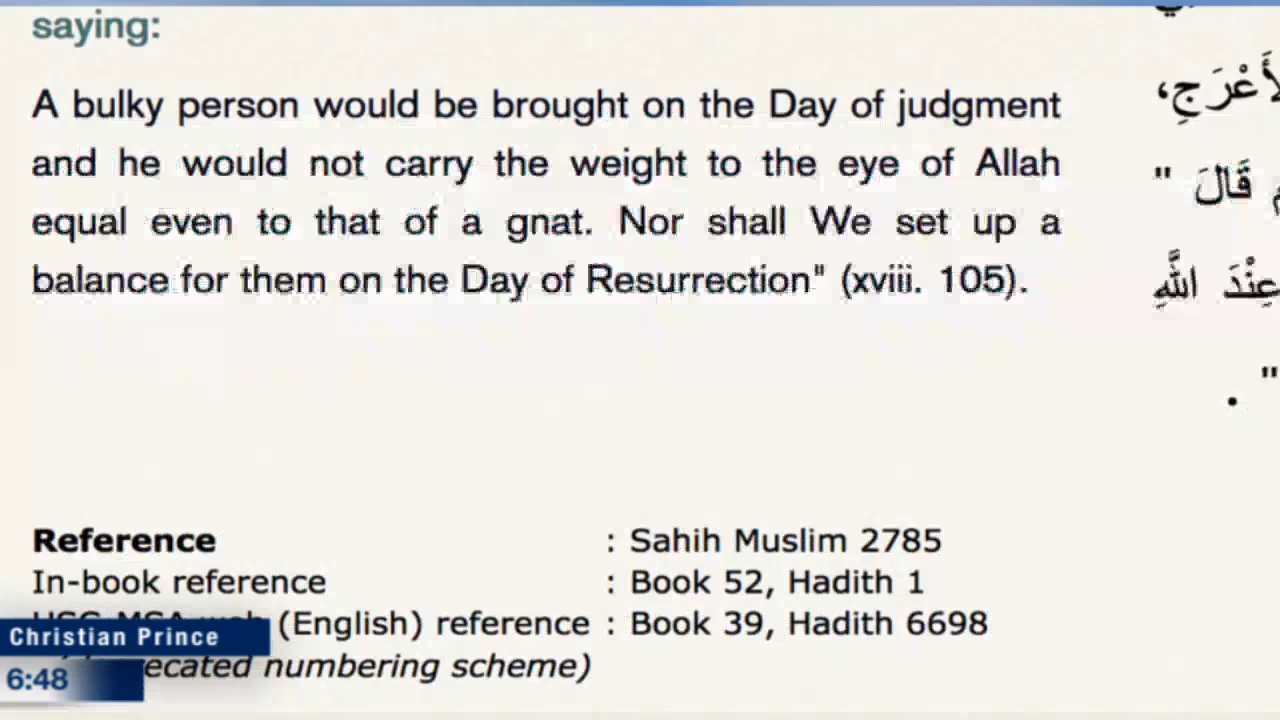 saying:
A bulky person would be brought on the Day of judgment
and he would not carry the weight to the eye of Allah
equal even to that of a gnat. Nor shall We set up a
balance for them on the Day of Resurrection" (xviii. 105).
لأَعْرَجِ،
قَالَ "
عِنْدَ اللَّهِ
" .
Reference : Sahih Muslim 2785
In-book reference : Book 52, Hadith 1
(English) reference : Book 39, Hadith 6698
numbering scheme)
Christian Prince
6:48